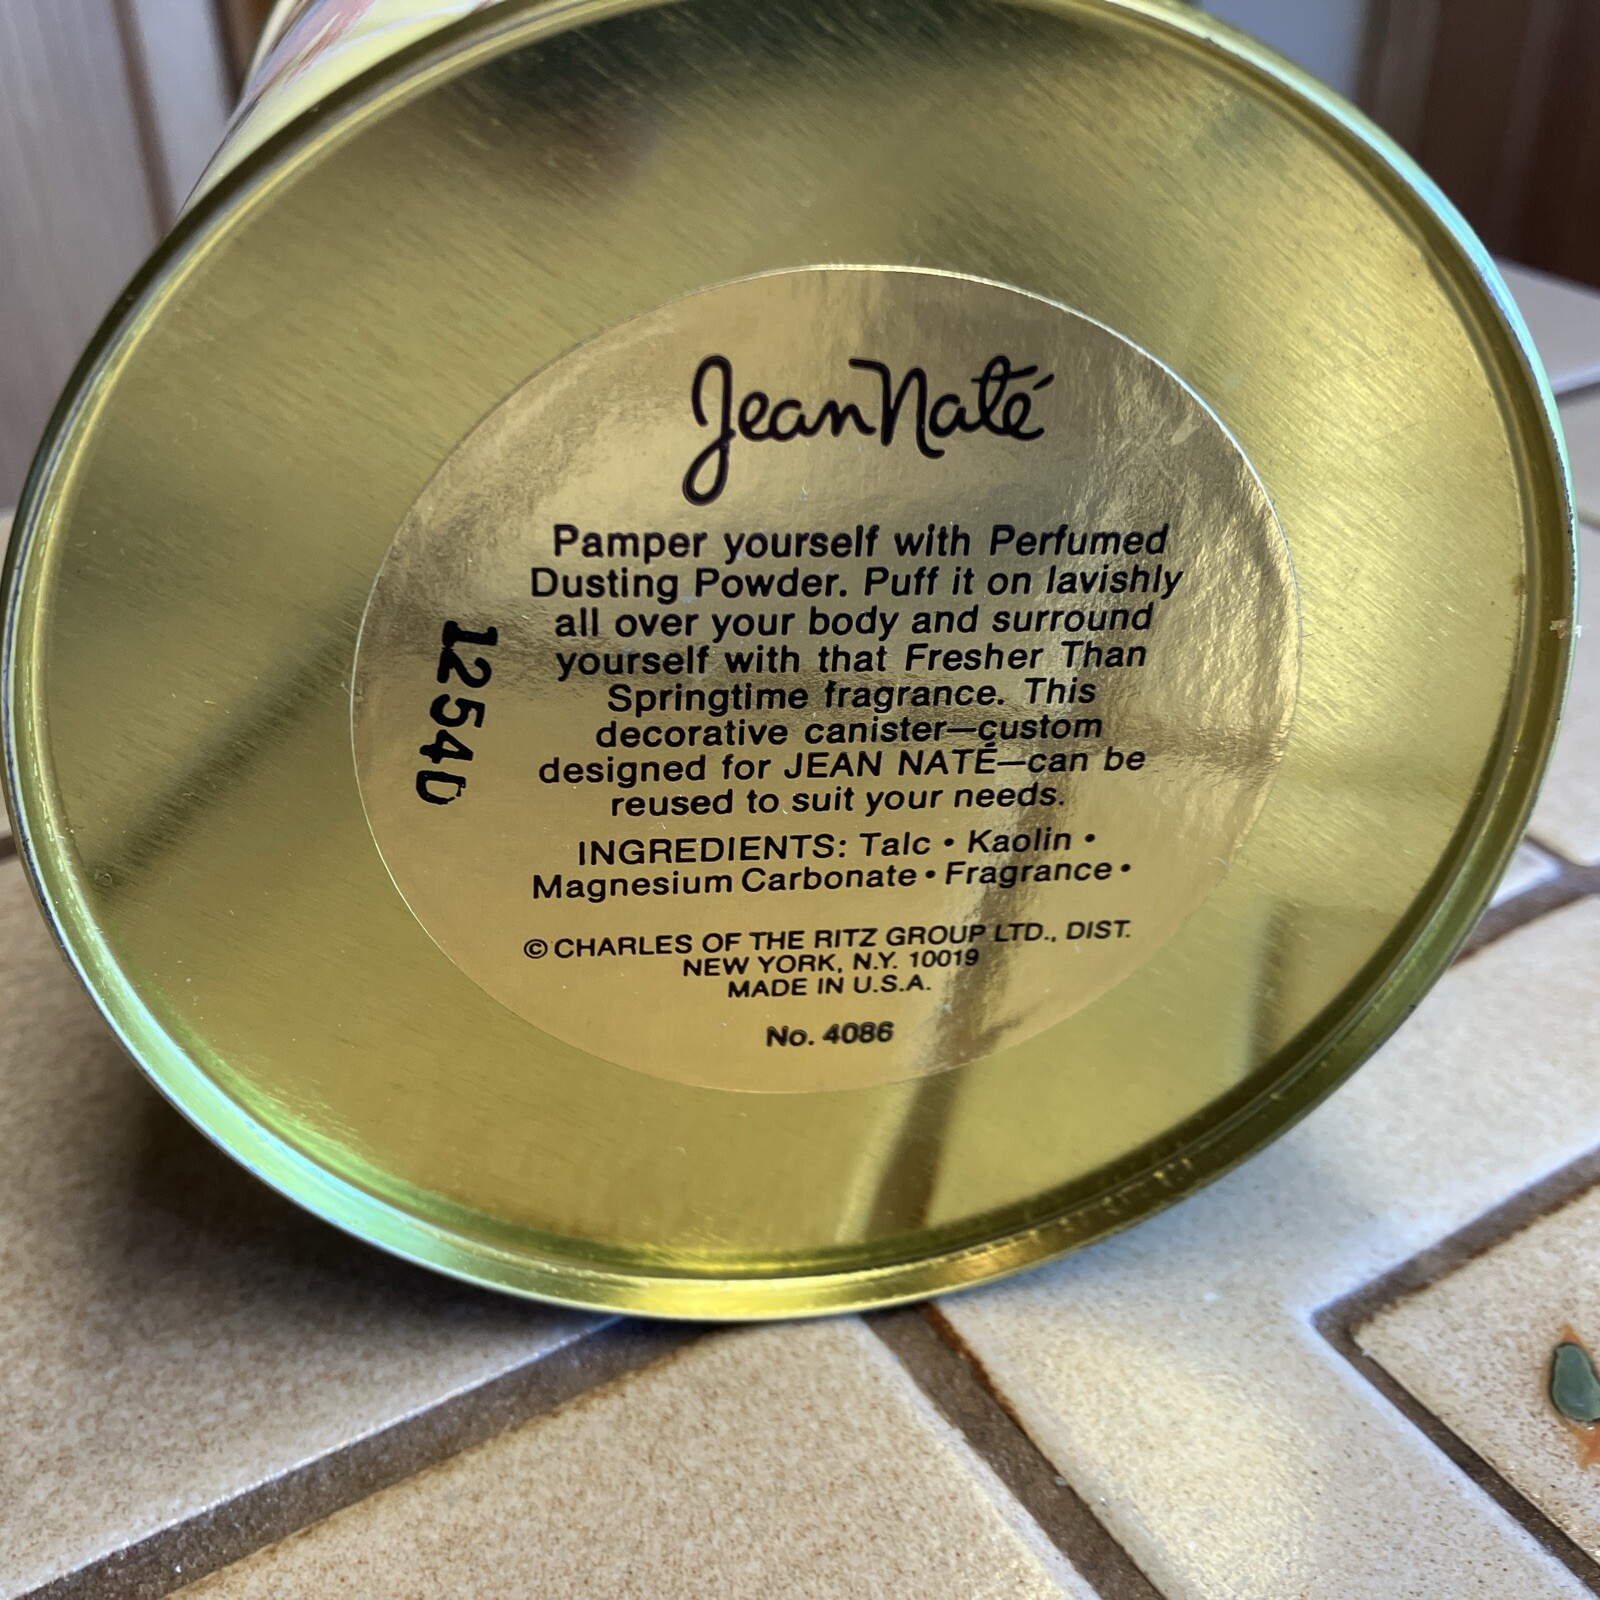 Jean Naté
Pamper yourself with Perfumed
Dusting Powder. Puff it on lavishly
all over your body and surround
yourself with that Fresher Than
Springtime fragrance. This
decorative canister—custom
designed for JEAN NATÉ—can be
reused to suit your needs.
INGREDIENTS: Talc • Kaolin •
Magnesium Carbonate • Fragrance •
© CHARLES OF THE RITZ GROUP LTD., DIST.
NEW YORK, N.Y. 10019
MADE IN U.S.A.
No. 4086
12540